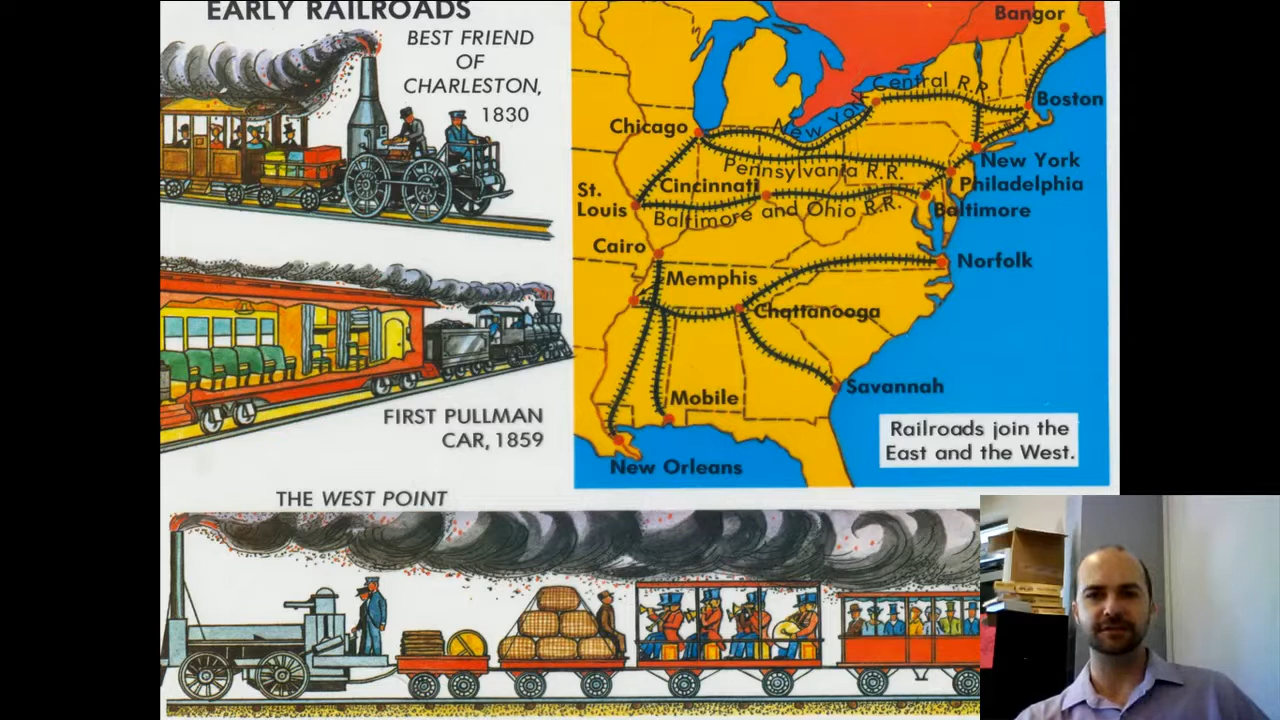 EARLY RAILROADS
BEST FRIEND
OF
CHARLESTON,
1830
FIRST PULLMAN
CAR, 1859
THE WEST POINT
Bangor
Central R.R.
Boston
Chicago
New York
New York
Pennsylvania R.R.
Philadelphia
St.
Louis
Cincinnati
Baltimore and Ohio R.R.
Baltimore
Cairo
Norfolk
Memphis
Chattanooga
Savannah
Mobile
New Orleans
Railroads join the
East and the West.